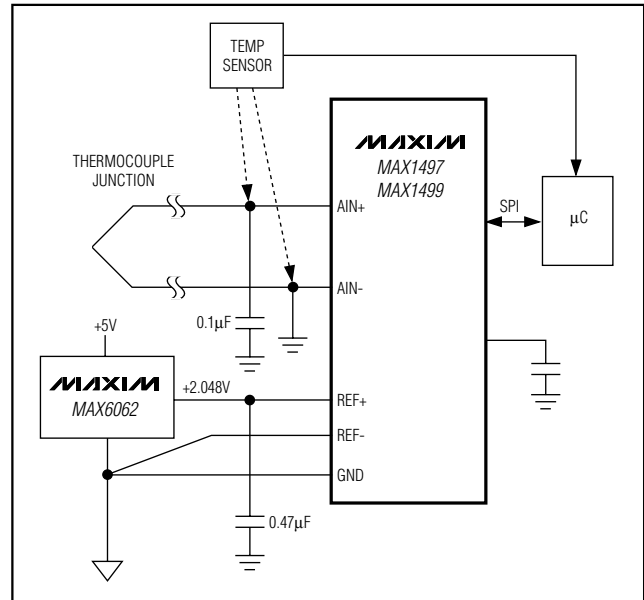 TEMP
SENSOR
THERMOCOUPLE
JUNCTION
MAXIM
MAX1497
MAX1499
AIN+
SPI
µC
AIN-
0.1µF
+5V
MAXIM
MAX6062
+2.048V
REF+
REF-
GND
0.47µF